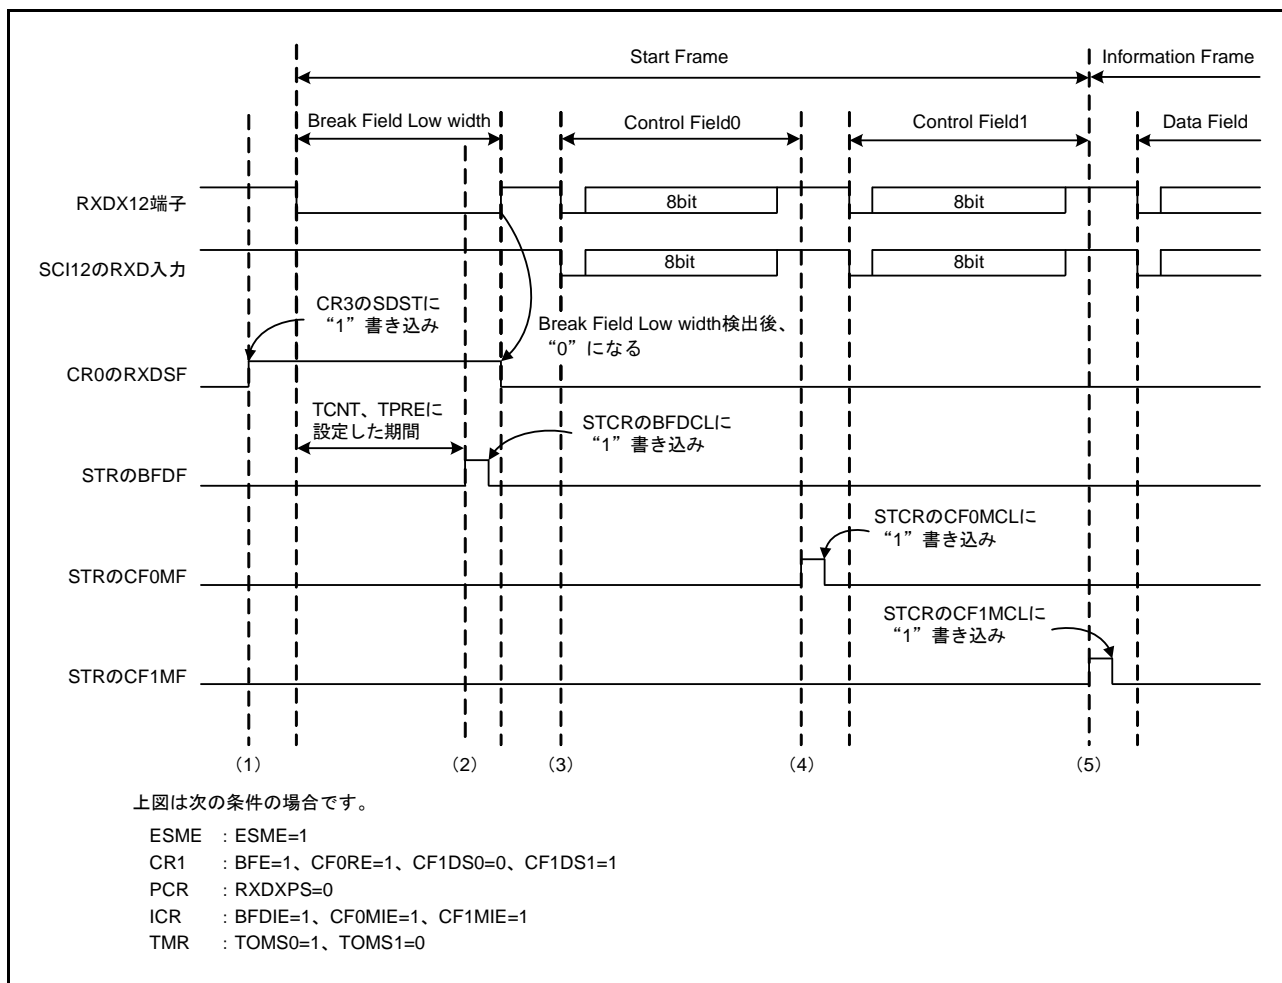 Start Frame
Information Frame
Break Field Low width
Control Field0
Control Field1
Data Field
RXDX12端子
8bit
8bit
SCI12のRXD入力
8bit
8bit
CR3のSDSTに
“1”書き込み
Break Field Low width検出後、
“0”になる
CR0のRXDSF
TCNT、TPREに
設定した期間
STCRのBFDCLに
“1”書き込み
STRのBFDF
STCRのCF0MCLに
“1”書き込み
STRのCF0MF
STCRのCF1MCLに
“1”書き込み
STRのCF1MF
(1)
(2)
(3)
(4)
(5)
上図は次の条件の場合です。
ESME : ESME=1
CR1 : BFE=1、CF0RE=1、CF1DS0=0、CF1DS1=1
PCR : RXDXPS=0
ICR : BFDIE=1、CF0MIE=1、CF1MIE=1
TMR : TOMS0=1、TOMS1=0